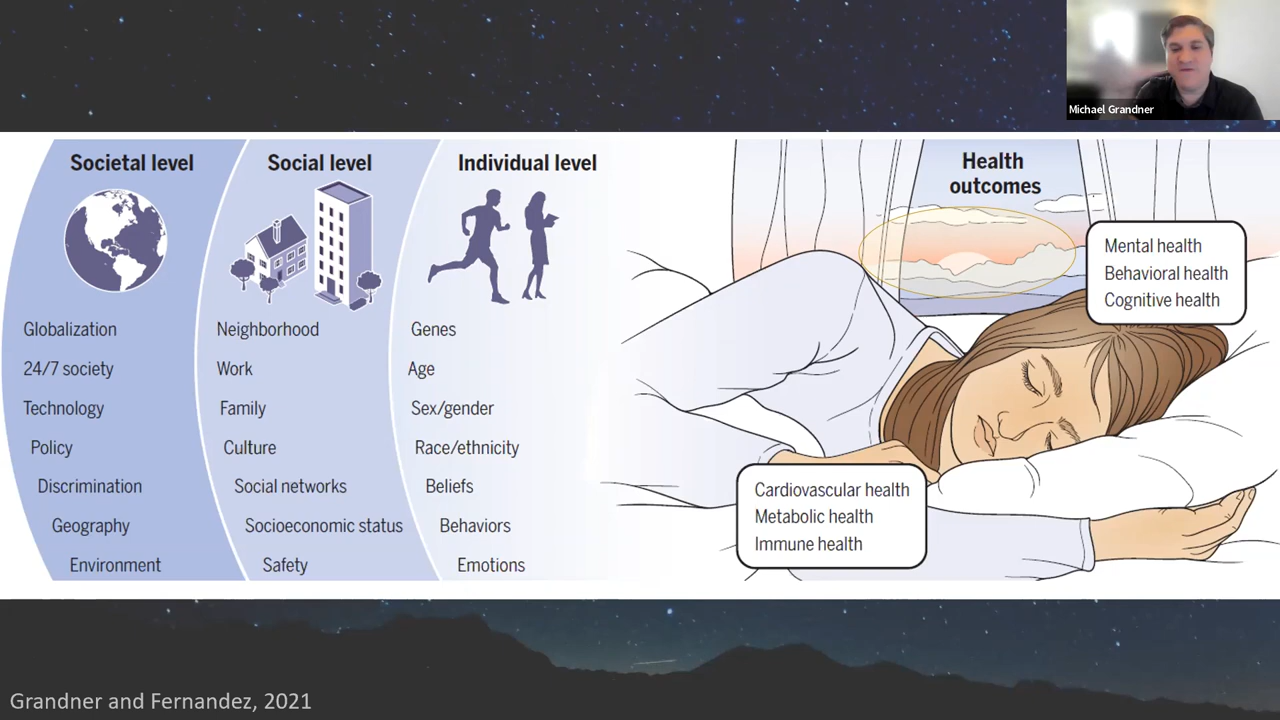 Michael Grandner
Societal level
Globalization
24/7 society
Technology
Policy
Discrimination
Geography
Environment
Social level
Neighborhood
Work
Family
Culture
Social networks
Socioeconomic status
Safety
Individual level
Genes
Age
Sex/gender
Race/ethnicity
Beliefs
Behaviors
Emotions
Health
outcomes
Mental health
Behavioral health
Cognitive health
Cardiovascular health
Metabolic health
Immune health
Grandner and Fernandez, 2021